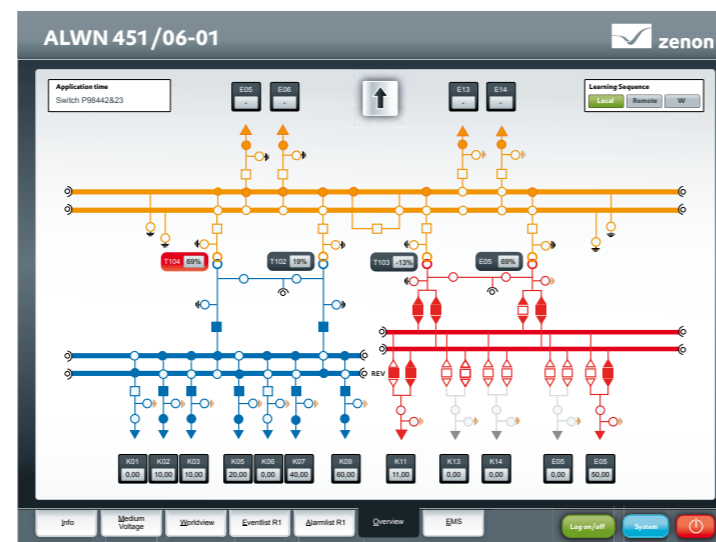 ALWN 451/06-01
zenon
Application time
Switch P98442&23
E05
-
E06
-
E13
-
E14
-
Learning Sequence
Local Remote W
T104 69%
T102 19%
T103 -13%
E05 69%
REV
K01 K02 K03 K05 K06 K07 K09 K11 K13 K14 E05 E05
0,00 10,00 10,00 20,00 0,00 40,00 60,00 11,00 0,00 0,00 0,00 50,00
Info
Medium
Voltage
Worldview
Eventlist R1
Alarmlist R1
Overview
EMS
Log on/off
System